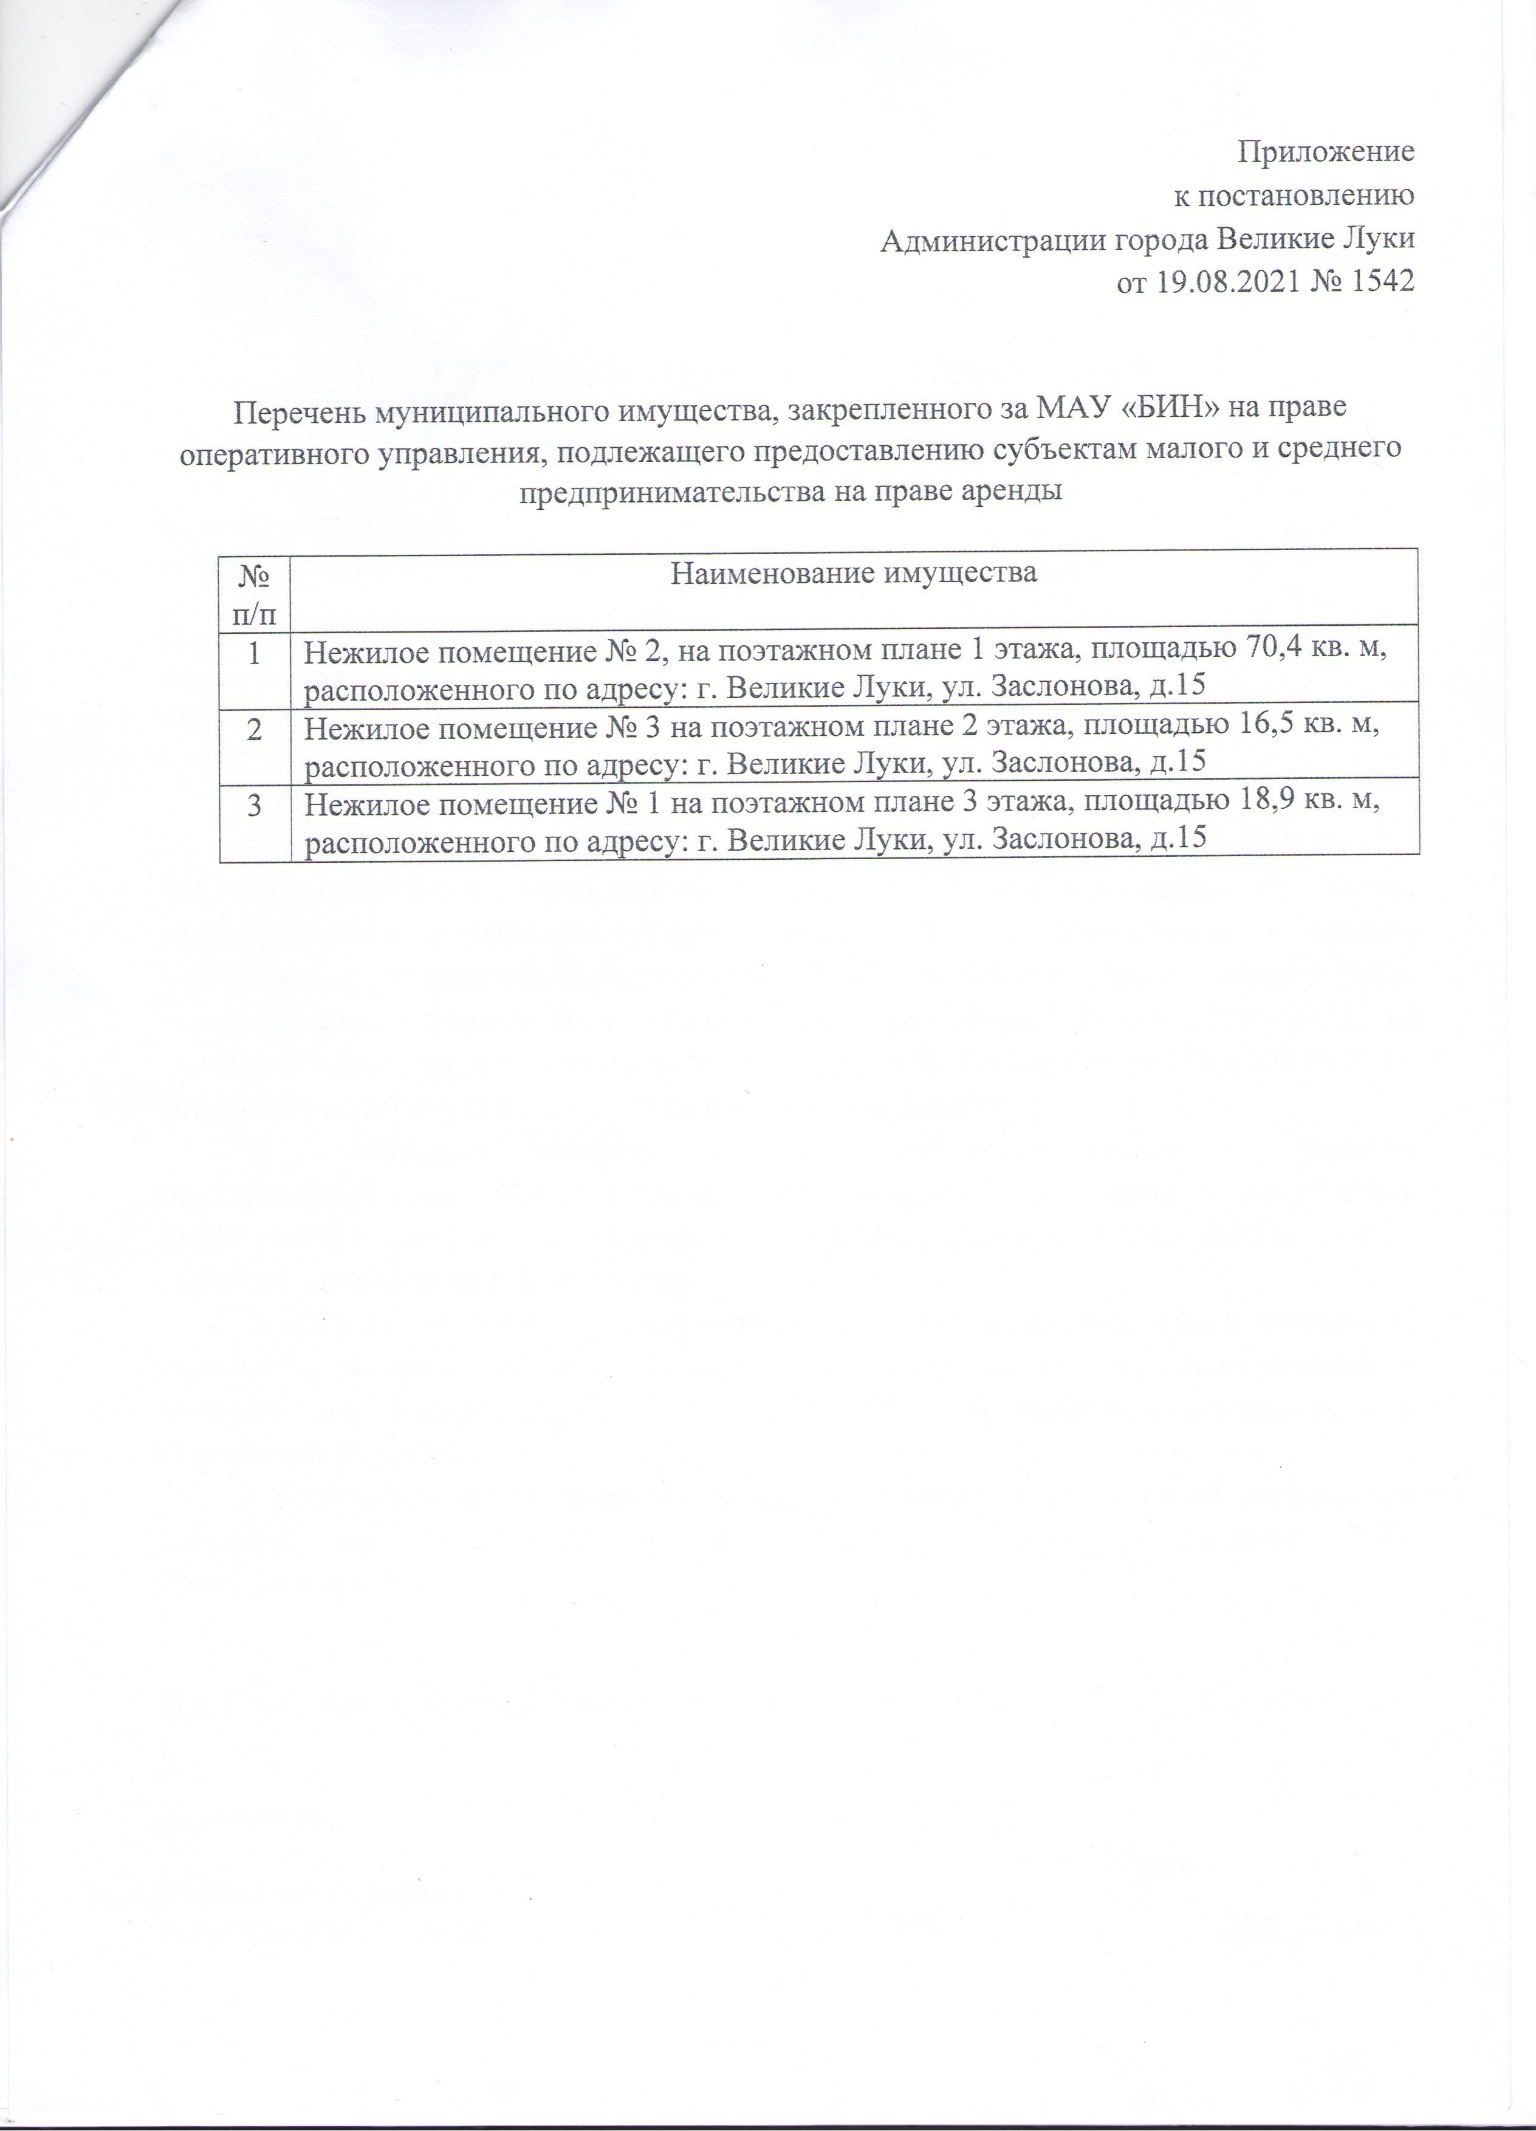 Приложение
к постановлению
Администрации города Великие Луки
от 19.08.2021 № 1542
Перечень муниципального имущества, закрепленного за МАУ «БИН» на праве
оперативного управления, подлежащего предоставлению субъектам малого и среднего
предпринимательства на праве аренды
№
п/п
Наименование имущества
1
Нежилое помещение № 2, на поэтажном плане 1 этажа, площадью 70,4 кв. м,
расположенного по адресу: г. Великие Луки, ул. Заслонова, д.15
2
Нежилое помещение № 3 на поэтажном плане 2 этажа, площадью 16,5 кв. м,
расположенного по адресу: г. Великие Луки, ул. Заслонова, д.15
3
Нежилое помещение № 1 на поэтажном плане 3 этажа, площадью 18,9 кв. м,
расположенного по адресу: г. Великие Луки, ул. Заслонова, д.15